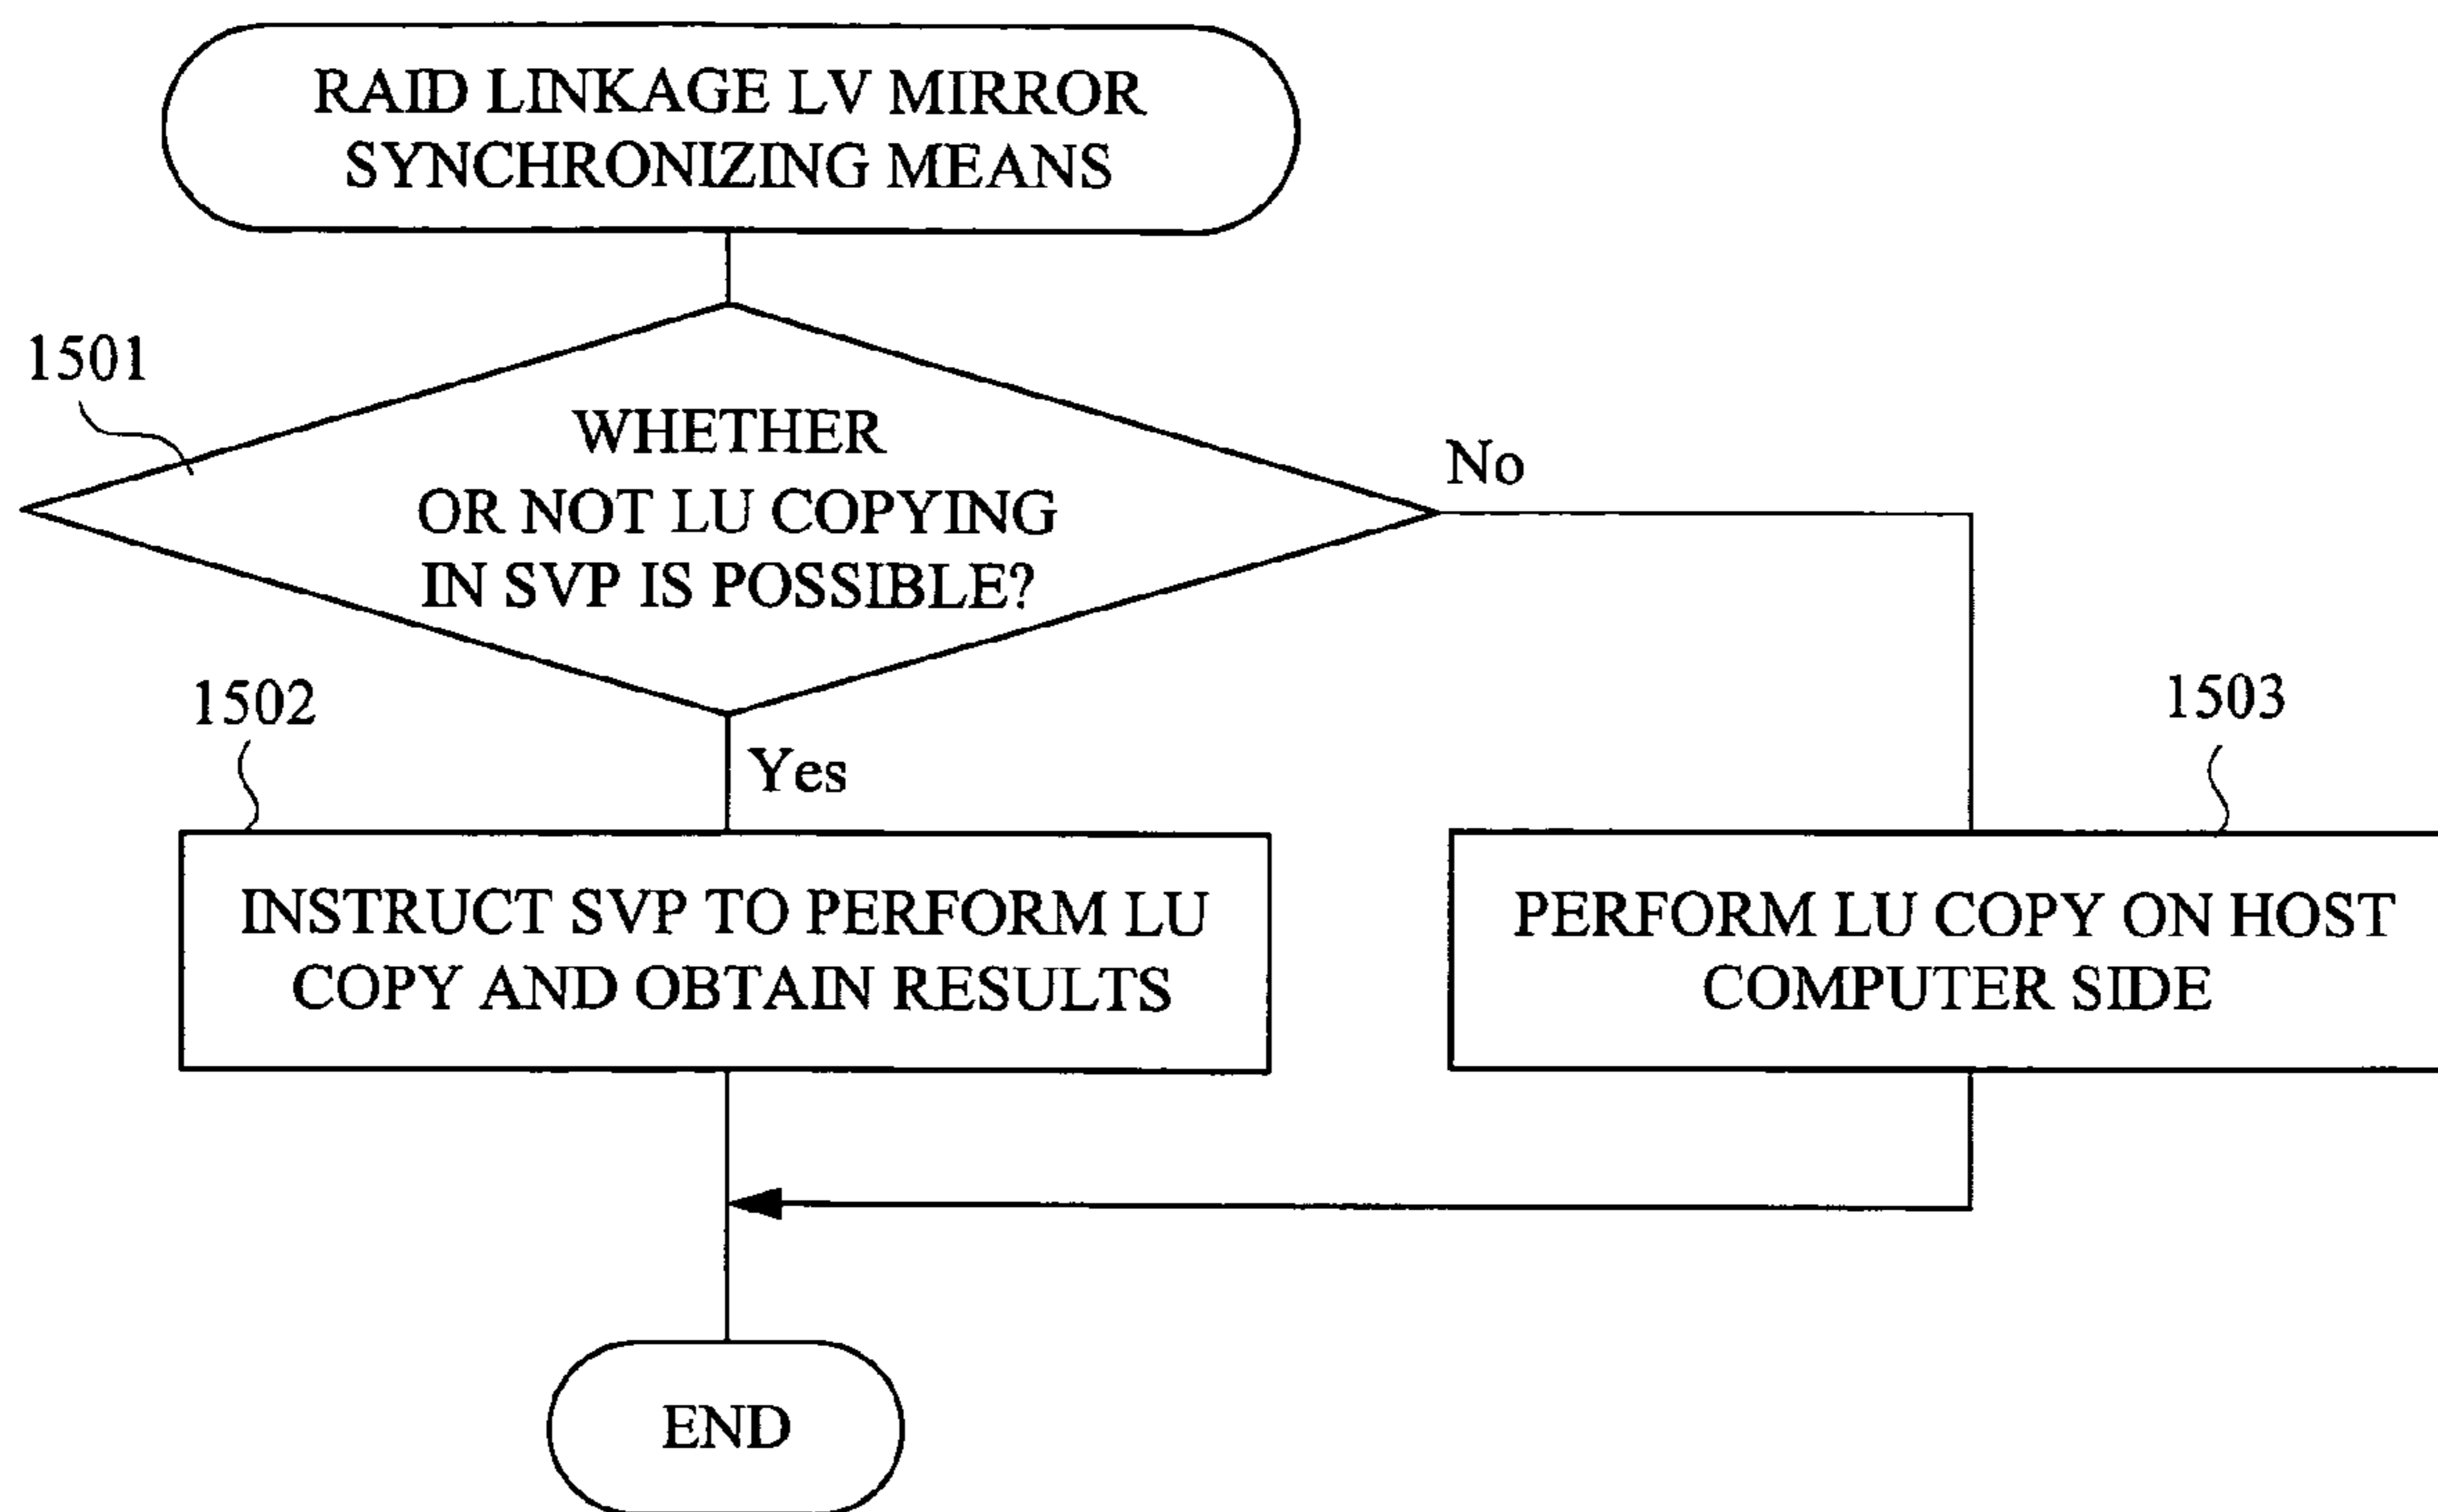 RAID LINKAGE LV MIRROR
SYNCHRONIZING MEANS
1501
WHETHER
OR NOT LU COPYING
IN SVP IS POSSIBLE?
No
1502
Yes
1503
INSTRUCT SVP TO PERFORM LU
COPY AND OBTAIN RESULTS
PERFORM LU COPY ON HOST
COMPUTER SIDE
END